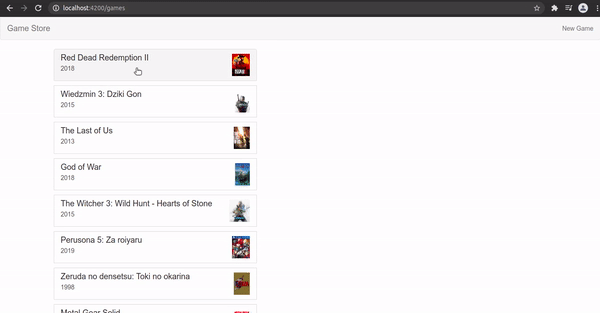 localhost:4200/games
Game Store
New Game
Red Dead Redemption II
2018
Wiedzmin 3: Dziki Gon
2015
The Last of Us
2013
God of War
2018
The Witcher 3: Wild Hunt - Hearts of Stone
2015
Perusona 5: Za roiyaru
2019
Zeruda no densetsu: Toki no okarina
1998
Metal Gear Solid